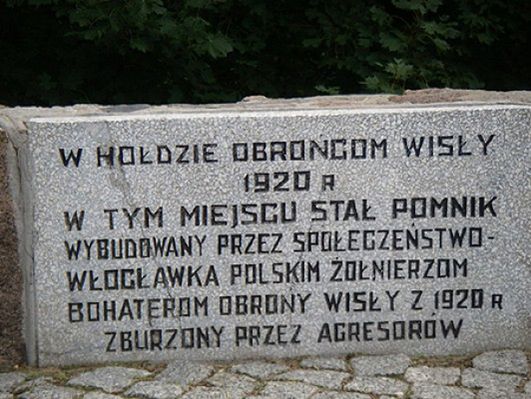 W HOŁDZIE OBROŃCOM WISŁY
1920 R
W TYM MIEJSCU STAŁ POMNIK
WYBUDOWANY PRZEZ SPOŁECZEŃSTWO-
WŁOCŁAWKA POLSKIM ŻOŁNIERZOM
BOHATEROM OBRONY WISŁY Z 1920 R
ZBURZONY PRZEZ AGRESORÓW